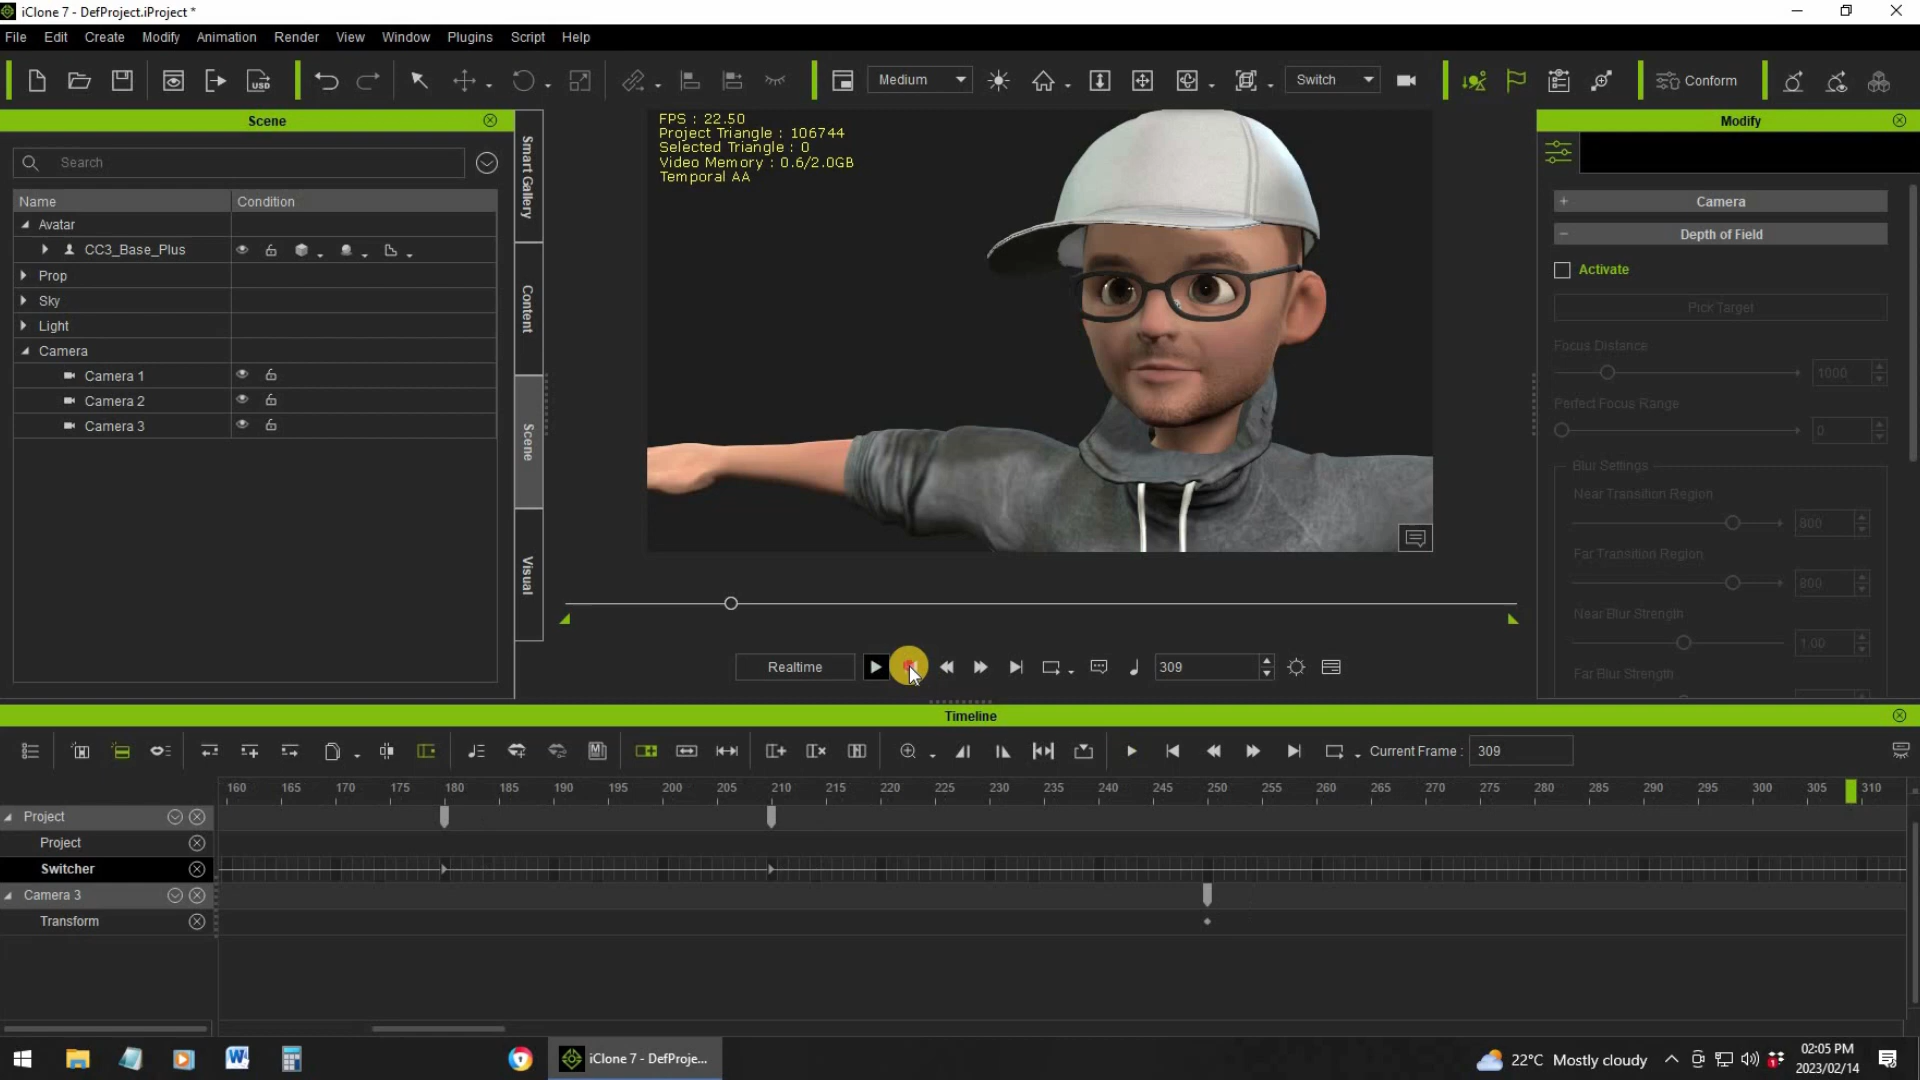 iClone 7 - DefProject.iProject *
File Edit Create Modify Animation Render View Window Plugins Script Help
USD Medium Switch Conform
Scene
Search
Name Condition
Avatar
CC3_Base_Plus
Prop
Sky
Light
Camera
Camera 1
Camera 2
Camera 3
Smart Gallery
Content
Scene
Visual
FPS : 22.50
Project Triangle : 106744
Selected Triangle : 0
Video Memory : 0.6/2.0GB
Temporal AA
Modify
Camera
Depth of Field
Activate
Pick Target
Focus Distance
1000
Perfect Focus Range
0
Blur Settings
Near Transition Region
800
Far Transition Region
800
Near Blur Strength
1.00
Far Blur Strength
Realtime 309
Timeline
Current Frame : 309
160 165 170 175 180 185 190 195 200 205 210 215 220 225 230 235 240 245 250 255 260 265 270 275 280 285 290 295 300 305 310
Project
Project
Switcher
Camera 3
Transform
iClone 7 - DefProje...
22°C Mostly cloudy
02:05 PM
2023/02/14